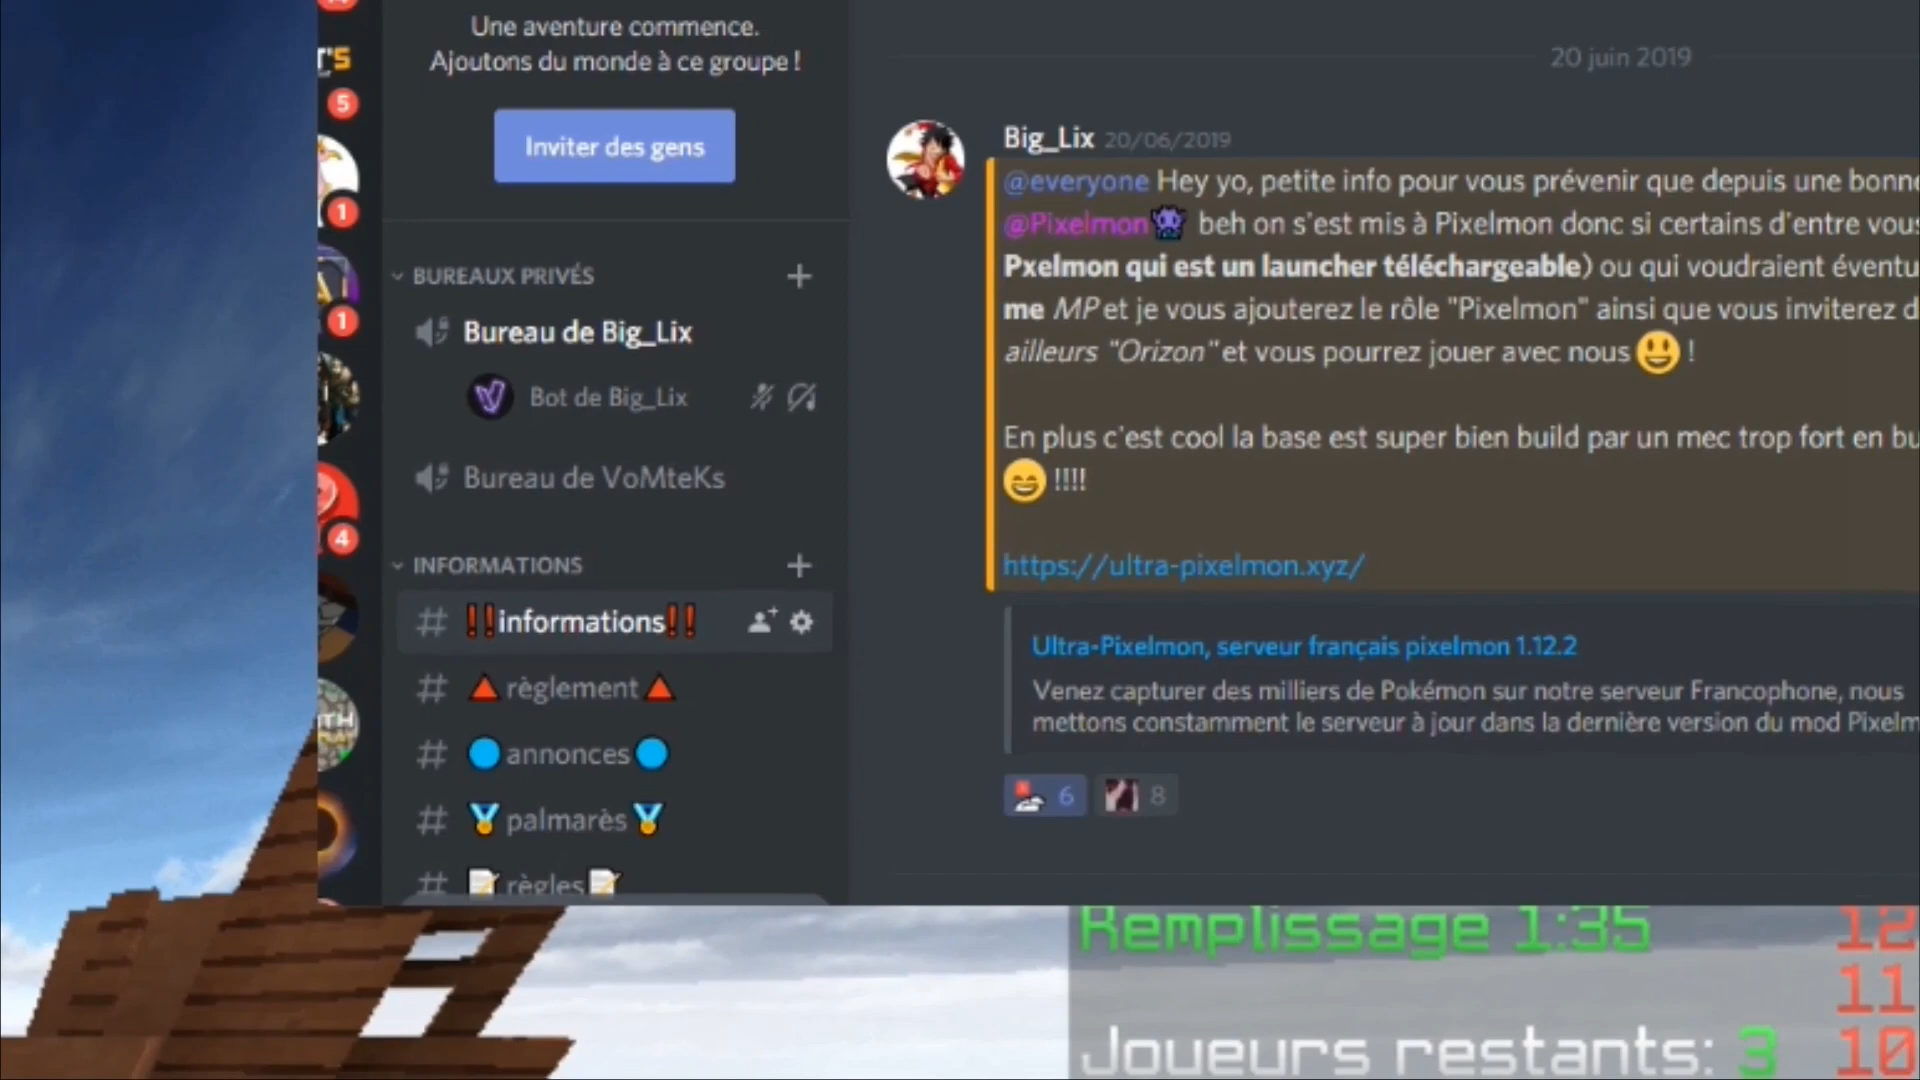 Une aventure commence.
Ajoutons du monde à ce groupe !
Inviter des gens
5
1
1
4
BUREAUX PRIVÉS
Bureau de Big_Lix
Bot de Big_Lix
Bureau de VoMteKs
INFORMATIONS
# ‼informations‼
# 🔺règlement🔺
# 🔵annonces🔵
# 🏅palmarès🏅
# 📝règles📝
20 juin 2019
Big_Lix 20/06/2019
@everyone Hey yo, petite info pour vous prévenir que depuis une bonne
@Pixelmon👾 beh on s'est mis à Pixelmon donc si certains d'entre vous
Pxelmon qui est un launcher téléchargeable) ou qui voudraient éventu
me MP et je vous ajouterez le rôle "Pixelmon" ainsi que vous inviterez d
ailleurs "Orizon" et vous pourrez jouer avec nous 😃 !
En plus c'est cool la base est super bien build par un mec trop fort en bu
😄 !!!!
https://ultra-pixelmon.xyz/
Ultra-Pixelmon, serveur français pixelmon 1.12.2
Venez capturer des milliers de Pokémon sur notre serveur Francophone, nous
mettons constamment le serveur à jour dans la dernière version du mod Pixelm
6 8
Remplissage 1:35 12
11
Joueurs restants: 3 10